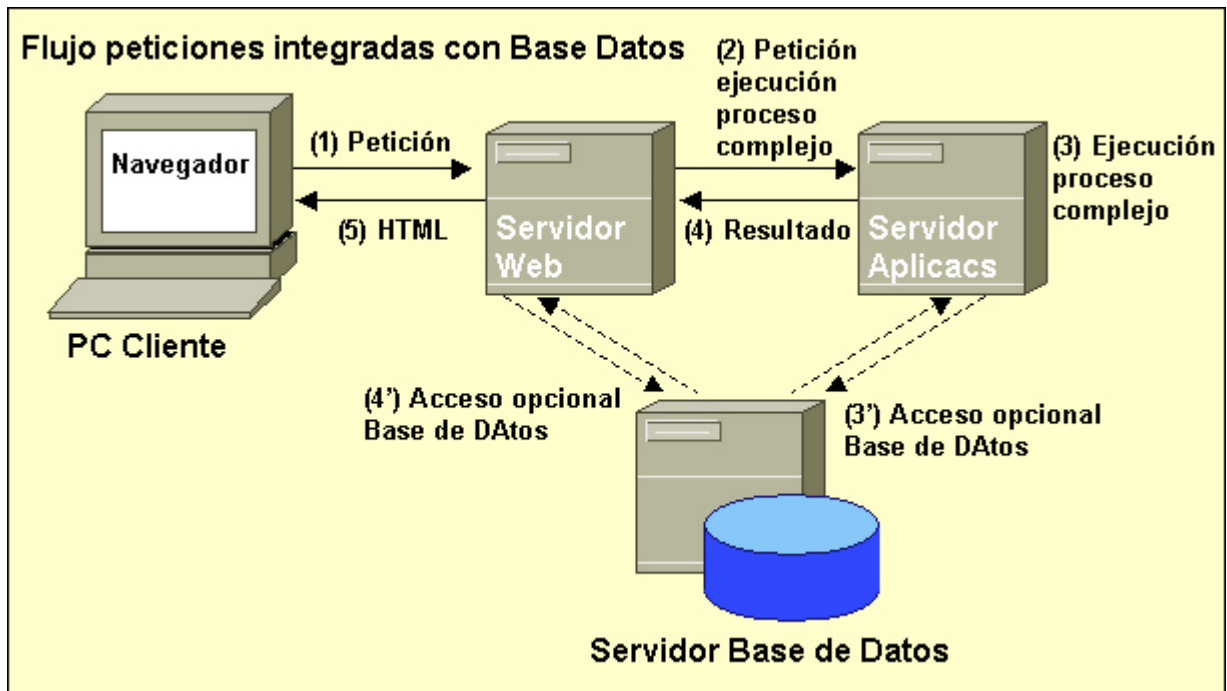 Flujo peticiones integradas con Base Datos
(2) Petición
ejecución
proceso
complejo
Navegador
(1) Petición
(3) Ejecución
proceso
complejo
(5) HTML
Servidor
Web
(4) Resultado
Servidor
Aplicacs
PC Cliente
(4') Acceso opcional
Base de DAtos
(3') Acceso opcional
Base de DAtos
Servidor Base de Datos